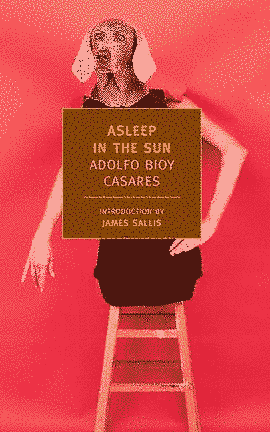 ASLEEP
IN THE SUN
ADOLFO BIOY
CASARES
INTRODUCTION BY
JAMES SALLIS